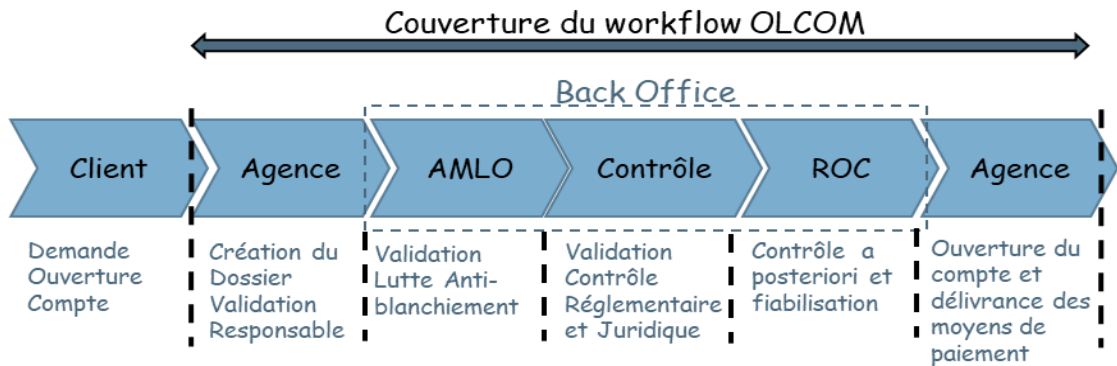 Couverture du workflow OLCOM
Back Office
Client
Agence
AMLO
Contrôle
ROC
Agence
Demande
Ouverture
Compte
Création du
Dossier
Validation
Responsable
Validation
Lutte Anti-
blanchiement
Validation
Contrôle
Réglementaire
et Juridique
Contrôle a
posteriori et
fiabilisation
Ouverture du
compte et
délivrance des
moyens de
paiement